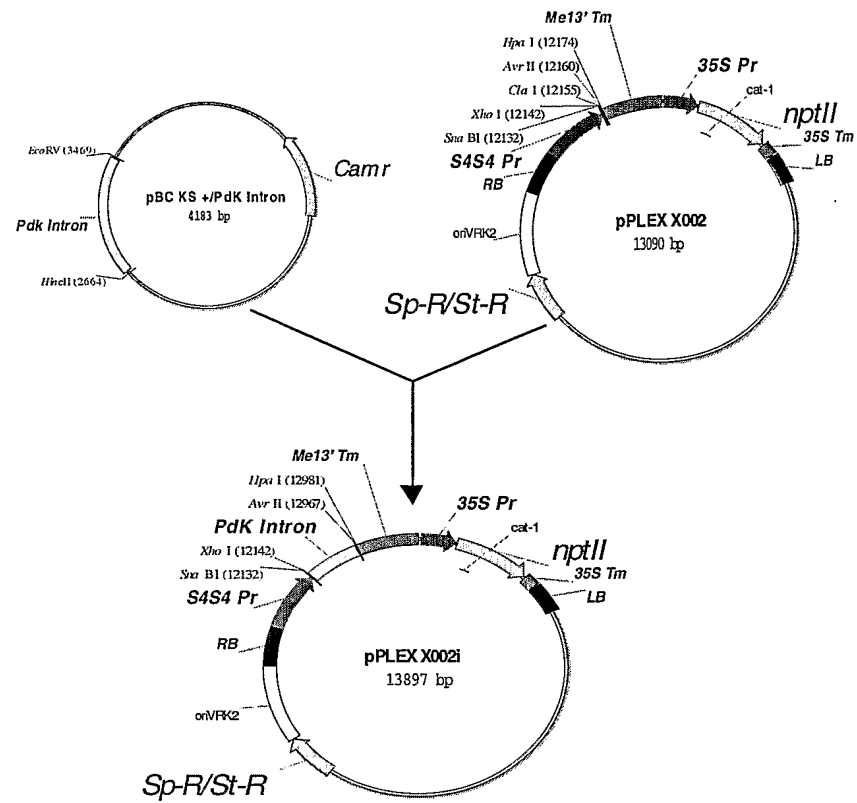 EcoRV (3469)
Pdk Intron
HincII (2664)
Cam r
pBC KS +/PdK Intron
4183 bp
Me13' Tm
Hpa I (12174)
Avr II (12160)
Cla I (12155)
Xho I (12142)
Sna BI (12132)
S4S4 Pr
RB
oriVRK2
Sp-R/St-R
35S Pr
cat-1
nptII
35S Tm
LB
pPLEX X002
13090 bp
Me13' Tm
Hpa I (12981)
Avr II (12967)
PdK Intron
Xho I (12142)
Sna BI (12132)
S4S4 Pr
RB
oriVRK2
Sp-R/St-R
35S Pr
cat-1
nptII
35S Tm
LB
pPLEX X002i
13897 bp